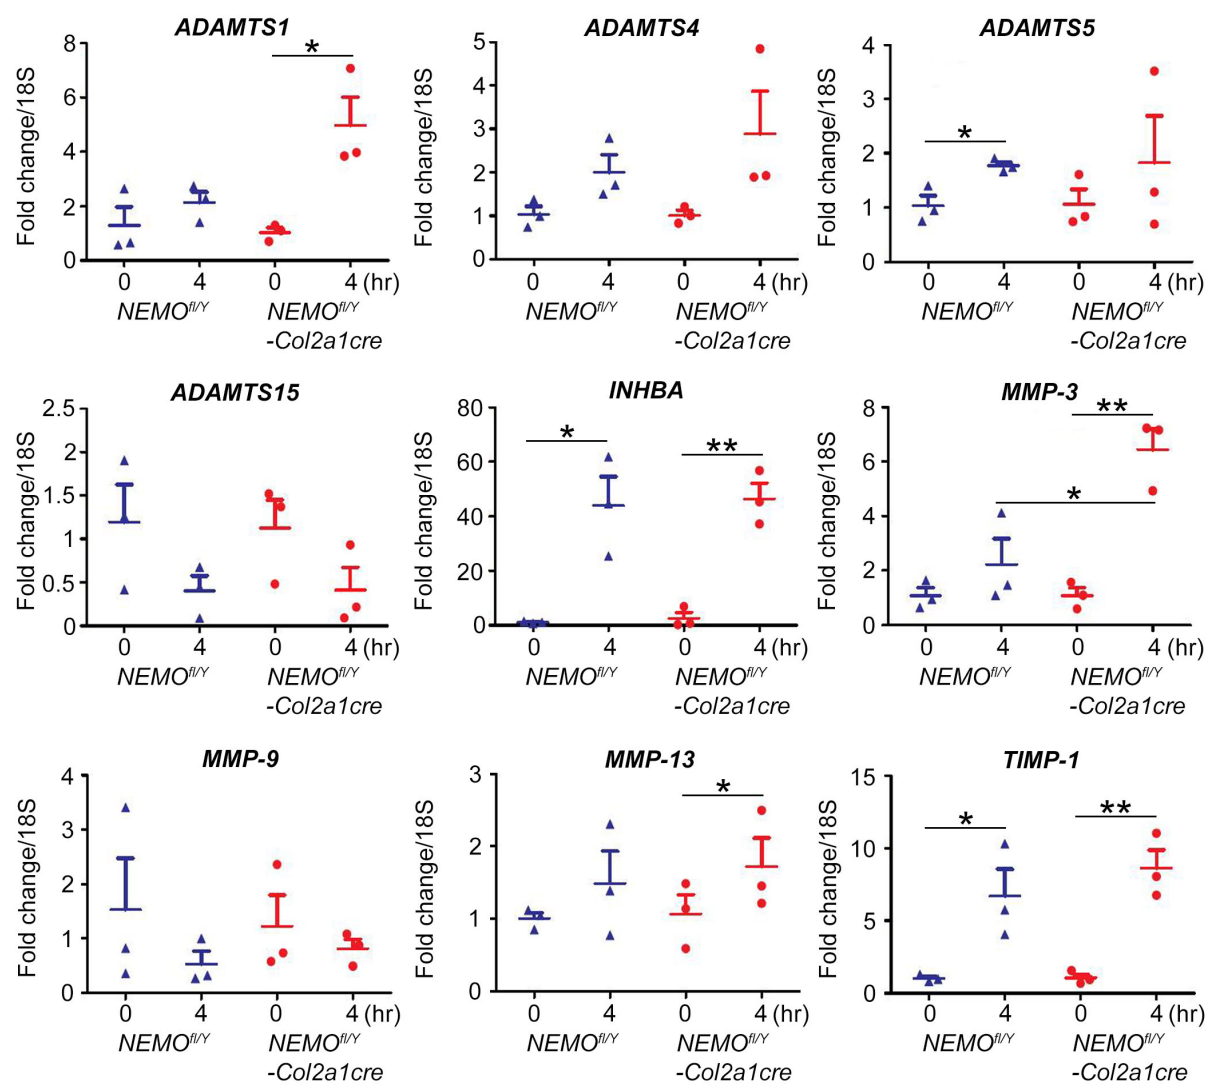 ADAMTS1
Fold change/18S
8
6
4
2
0
*
0 4 0 4 (hr)
NEMOfl/Y NEMOfl/Y
-Col2a1cre
ADAMTS4
Fold change/18S
5
4
3
2
1
0
0 4 0 4 (hr)
NEMOfl/Y NEMOfl/Y
-Col2a1cre
ADAMTS5
Fold change/18S
4
3
2
1
0
*
0 4 0 4 (hr)
NEMOfl/Y NEMOfl/Y
-Col2a1cre
ADAMTS15
Fold change/18S
2.5
2
1.5
1
0.5
0
0 4 0 4 (hr)
NEMOfl/Y NEMOfl/Y
-Col2a1cre
INHBA
Fold change/18S
80
60
40
20
0
* **
0 4 0 4 (hr)
NEMOfl/Y NEMOfl/Y
-Col2a1cre
MMP-3
Fold change/18S
8
6
4
2
0
**
*
0 4 0 4 (hr)
NEMOfl/Y NEMOfl/Y
-Col2a1cre
MMP-9
Fold change/18S
4
3
2
1
0
0 4 0 4 (hr)
NEMOfl/Y NEMOfl/Y
-Col2a1cre
MMP-13
Fold change/18S
3
2
1
0
*
0 4 0 4 (hr)
NEMOfl/Y NEMOfl/Y
-Col2a1cre
TIMP-1
Fold change/18S
15
10
5
0
* **
0 4 0 4 (hr)
NEMOfl/Y NEMOfl/Y
-Col2a1cre